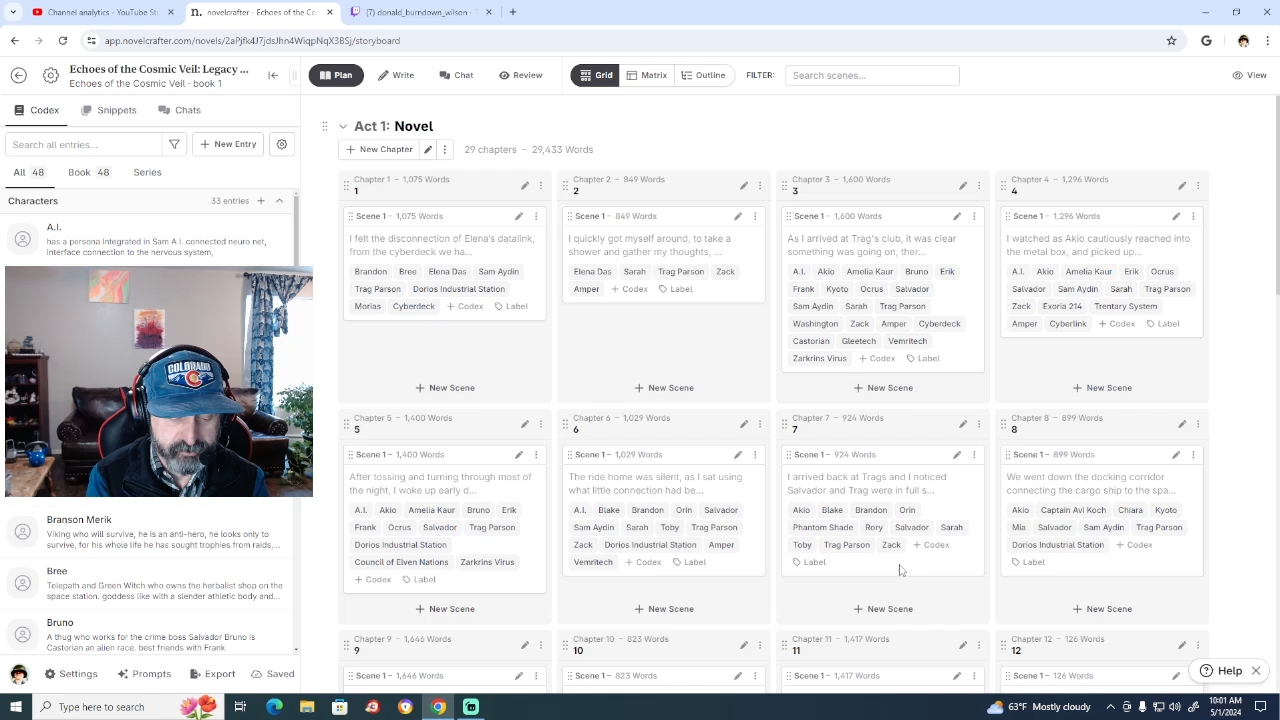 YouTube Studio
Channel analytics -
novelcrafter - Echoes of the Co
(7) donald_burrdown_wilson_
app.novelcrafter.com/novels/2aPjfk4J7jdsJhn4WiqpNqX3BSj/storyboard
Echoes of the Cosmic Veil: Legacy ...
Echoes of the Cosmic Veil - book 1
Plan
Write
Chat
Review
Grid
Matrix
Outline
FILTER:
Search scenes...
View
Codex
Snippets
Chats
Search all entries...
+ New Entry
All 48
Book 48
Series
Characters
33 entries
A.I.
has a persona Integrated in Sam A.I. connected neuro net,
interface connection to the nervous system,
COLORADO
Branson Merik
Viking who will survive, he is an anti-hero, he looks only to
survive, for his whole life he has sought trophies from raids,...
Bree
Telepath and Green Witch who owns the herbalist shop on the
space station. goddess like with a slender athletic body and...
Bruno
A thug who works for the crime boss Salvador Bruno is
Castorian an alien race. best friends with Frank
Settings
Prompts
Export
Saved
Act 1: Novel
+ New Chapter
29 chapters – 29,433 Words
Chapter 1 – 1,075 Words
1
Scene 1 – 1,075 Words
I felt the disconnection of Elena's datalink,
from the cyberdeck we ha...
Brandon Bree Elena Das Sam Aydin
Trag Parson Dorios Industrial Station
Morias Cyberdeck + Codex Label
+ New Scene
Chapter 2 – 849 Words
2
Scene 1 – 849 Words
I quickly got myself around, to take a
shower and gather my thoughts, ...
Elena Das Sarah Trag Parson Zack
Amper + Codex Label
+ New Scene
Chapter 3 – 1,600 Words
3
Scene 1 – 1,600 Words
As I arrived at Trag's club, it was clear
something was going on, ther...
A.I. Akio Amelia Kaur Bruno Erik
Frank Kyoto Ocrus Salvador
Sam Aydin Sarah Trag Parson
Washington Zack Amper Cyberdeck
Castorian Gleetech Vemritech
Zarkrins Virus + Codex Label
+ New Scene
Chapter 4 – 1,296 Words
4
Scene 1 – 1,296 Words
I watched as Akio cautiously reached into
the metal box, and picked up...
A.I. Akio Amelia Kaur Erik Ocrus
Salvador Sam Aydin Sarah Trag Parson
Zack Exoria 214 Trentary System
Amper Cyberlink + Codex Label
+ New Scene
Chapter 5 – 1,400 Words
5
Scene 1 – 1,400 Words
After tossing and turning through most of
the night, I woke up early d...
A.I. Akio Amelia Kaur Bruno Erik
Frank Ocrus Salvador Trag Parson
Dorios Industrial Station
Council of Elven Nations Zarkrins Virus
+ Codex Label
+ New Scene
Chapter 6 – 1,029 Words
6
Scene 1 – 1,029 Words
The ride home was silent, as I sat using
what little connection had be...
A.I. Blake Brandon Orin Salvador
Sam Aydin Sarah Toby Trag Parson
Zack Dorios Industrial Station Amper
Vemritech + Codex Label
+ New Scene
Chapter 7 – 924 Words
7
Scene 1 – 924 Words
I arrived back at Trags and I noticed
Salvador and Trag were in full s...
Akio Blake Brandon Orin
Phantom Shade Rory Salvador Sarah
Toby Trag Parson Zack + Codex
Label
+ New Scene
Chapter 8 – 899 Words
8
Scene 1 – 899 Words
We went down the docking corridor
connecting the cargo ship to the spa...
Akio Captain Avi Koch Chiara Kyoto
Mia Salvador Sam Aydin Trag Parson
Dorios Industrial Station + Codex
Label
+ New Scene
Chapter 9 – 1,646 Words
9
Scene 1 – 1,646 Words
Chapter 10 – 823 Words
10
Scene 1 – 823 Words
Chapter 11 – 1,417 Words
11
Scene 1 – 1,417 Words
Chapter 12 – 126 Words
12
Scene 1 – 126 Words
Help
Type here to search
63°F Mostly cloudy
10:01 AM
5/1/2024